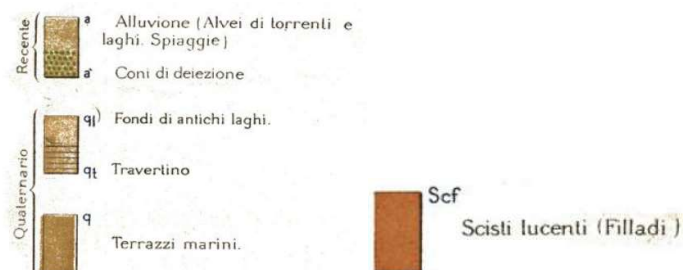 Recente
a Alluvione (Alvei di torrenti e
laghi. Spiaggie)
a' Coni di deiezione
Quaternario
ql) Fondi di antichi laghi.
qt Travertino
q
Terrazzi marini.
Scf
Scisti lucenti (Filladi)